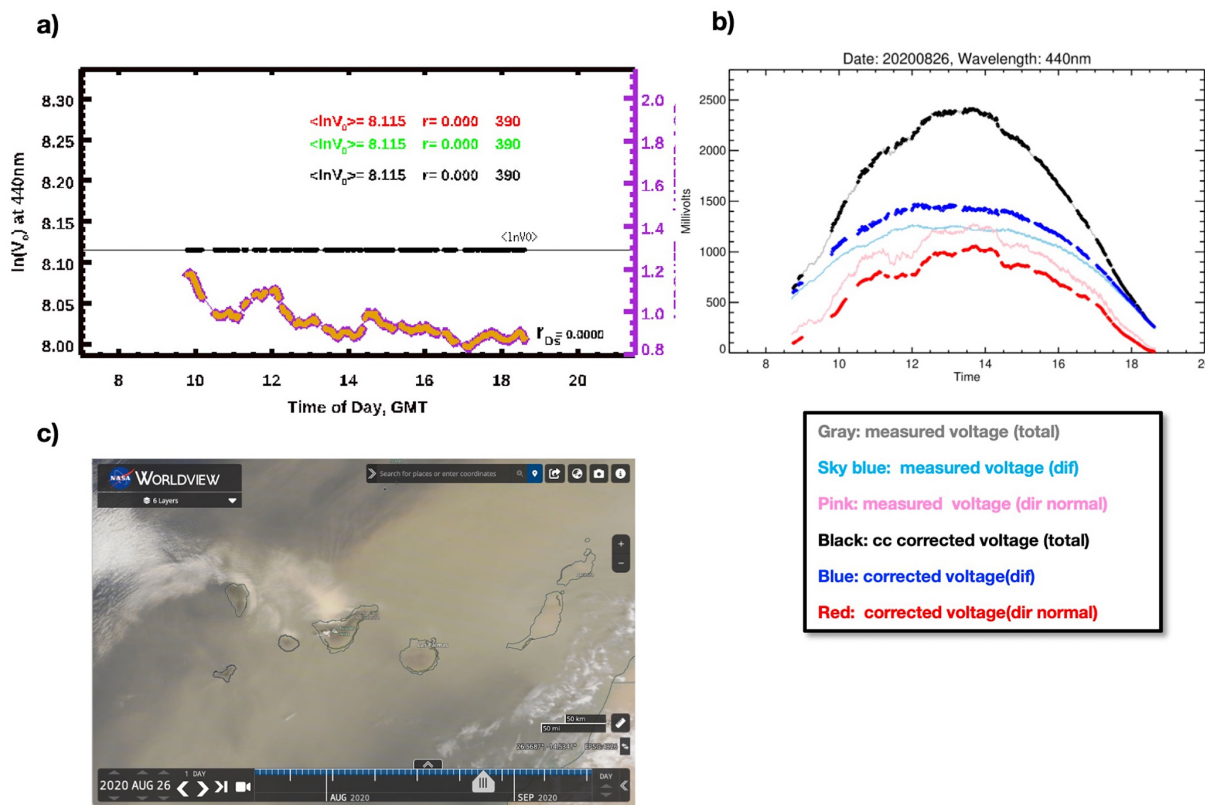 a)
8.30
8.25
8.20
8.15
8.10
8.05
8.00
ln(V0) at 440nm
<lnV0>= 8.115 r= 0.000 390
<lnV0>= 8.115 r= 0.000 390
<lnV0>= 8.115 r= 0.000 390
<lnV0>
rDs= 0.0000
2.0
1.8
1.6
1.4
1.2
1.0
0.8
8 10 12 14 16 18 20
Time of Day, GMT
b)
Date: 20200826, Wavelength: 440nm
2500
2000
1500
1000
500
0
Millivolts
8 10 12 14 16 18
Time
Gray: measured voltage (total)
Sky blue: measured voltage (dif)
Pink: measured voltage (dir normal)
Black: cc corrected voltage (total)
Blue: corrected voltage(dif)
Red: corrected voltage(dir normal)
c)
NASA WORLDVIEW
6 Layers
Search for places or enter coordinates
50 km
50 mi
2020 AUG 26
1 DAY
AUG 2020
SEP 2020
DAY